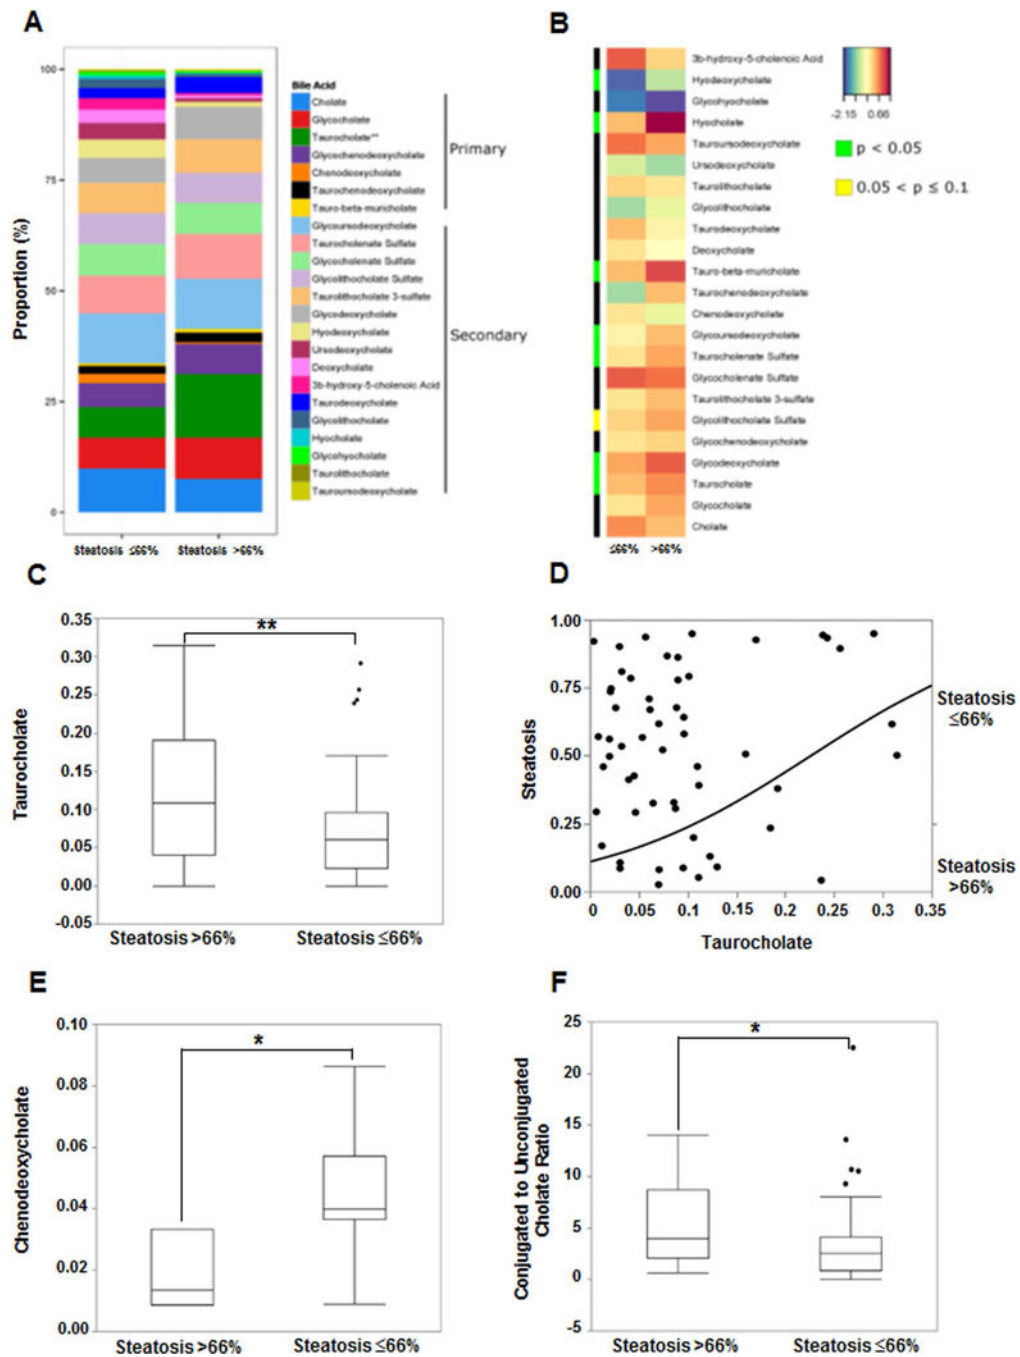 A
Proportion (%)
100
75
50
25
0
Steatosis ≤66%
Steatosis >66%
Bile Acid
Cholate
Glycocholate
Taurocholate**
Glycochenodeoxycholate
Chenodeoxycholate
Taurochenodeoxycholate
Tauro-beta-muricholate
Glycoursodeoxycholate
Taurocholenate Sulfate
Glycocholenate Sulfate
Glycolithocholate Sulfate
Taurolithocholate 3-sulfate
Glycodeoxycholate
Hyodeoxycholate
Ursodeoxycholate
Deoxycholate
3b-hydroxy-5-cholenoic Acid
Taurodeoxycholate
Glycolithocholate
Hyocholate
Glycohyocholate
Taurolithocholate
Tauroursodeoxycholate
Primary
Secondary
B
3b-hydroxy-5-cholenoic Acid
Hyodeoxycholate
Glycohyocholate
Hyocholate
Tauroursodeoxycholate
Ursodeoxycholate
Taurolithocholate
Glycolithocholate
Taurodeoxycholate
Deoxycholate
Tauro-beta-muricholate
Taurochenodeoxycholate
Chenodeoxycholate
Glycoursodeoxycholate
Taurocholenate Sulfate
Glycocholenate Sulfate
Taurolithocholate 3-sulfate
Glycolithocholate Sulfate
Glycochenodeoxycholate
Glycodeoxycholate
Taurocholate
Glycocholate
Cholate
≤66% >66%
-2.15 0.66
p < 0.05
0.05 < p ≤ 0.1
C
Taurocholate
0.35
0.30
0.25
0.20
0.15
0.10
0.05
0.00
-0.05
**
Steatosis >66%
Steatosis ≤66%
D
Steatosis
1.00
0.75
0.50
0.25
0.00
0 0.05 0.1 0.15 0.2 0.25 0.3 0.35
Taurocholate
Steatosis
≤66%
Steatosis
>66%
E
Chenodeoxycholate
0.10
0.08
0.06
0.04
0.02
0.00
*
Steatosis >66%
Steatosis ≤66%
F
Conjugated to Unconjugated
Cholate Ratio
25
20
15
10
5
0
-5
*
Steatosis >66%
Steatosis ≤66%